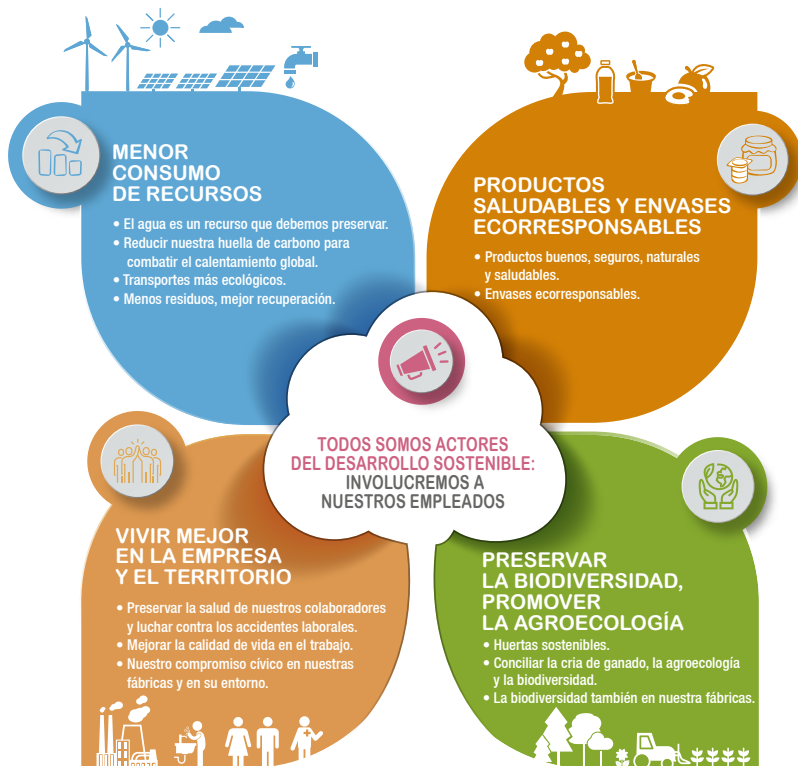 MENOR
CONSUMO
DE RECURSOS
• El agua es un recurso que debemos preservar.
• Reducir nuestra huella de carbono para
combatir el calentamiento global.
• Transportes más ecológicos.
• Menos residuos, mejor recuperación.
PRODUCTOS
SALUDABLES Y ENVASES
ECORRESPONSABLES
• Productos buenos, seguros, naturales
y saludables.
• Envases ecorresponsables.
TODOS SOMOS ACTORES
DEL DESARROLLO SOSTENIBLE:
INVOLUCREMOS A
NUESTROS EMPLEADOS
VIVIR MEJOR
EN LA EMPRESA
Y EL TERRITORIO
• Preservar la salud de nuestros colaboradores
y luchar contra los accidentes laborales.
• Mejorar la calidad de vida en el trabajo.
• Nuestro compromiso cívico en nuestras
fábricas y en su entorno.
PRESERVAR
LA BIODIVERSIDAD,
PROMOVER
LA AGROECOLOGÍA
• Huertas sostenibles.
• Conciliar la cria de ganado, la agroecología
y la biodiversidad.
• La biodiversidad también en nuestra fábricas.